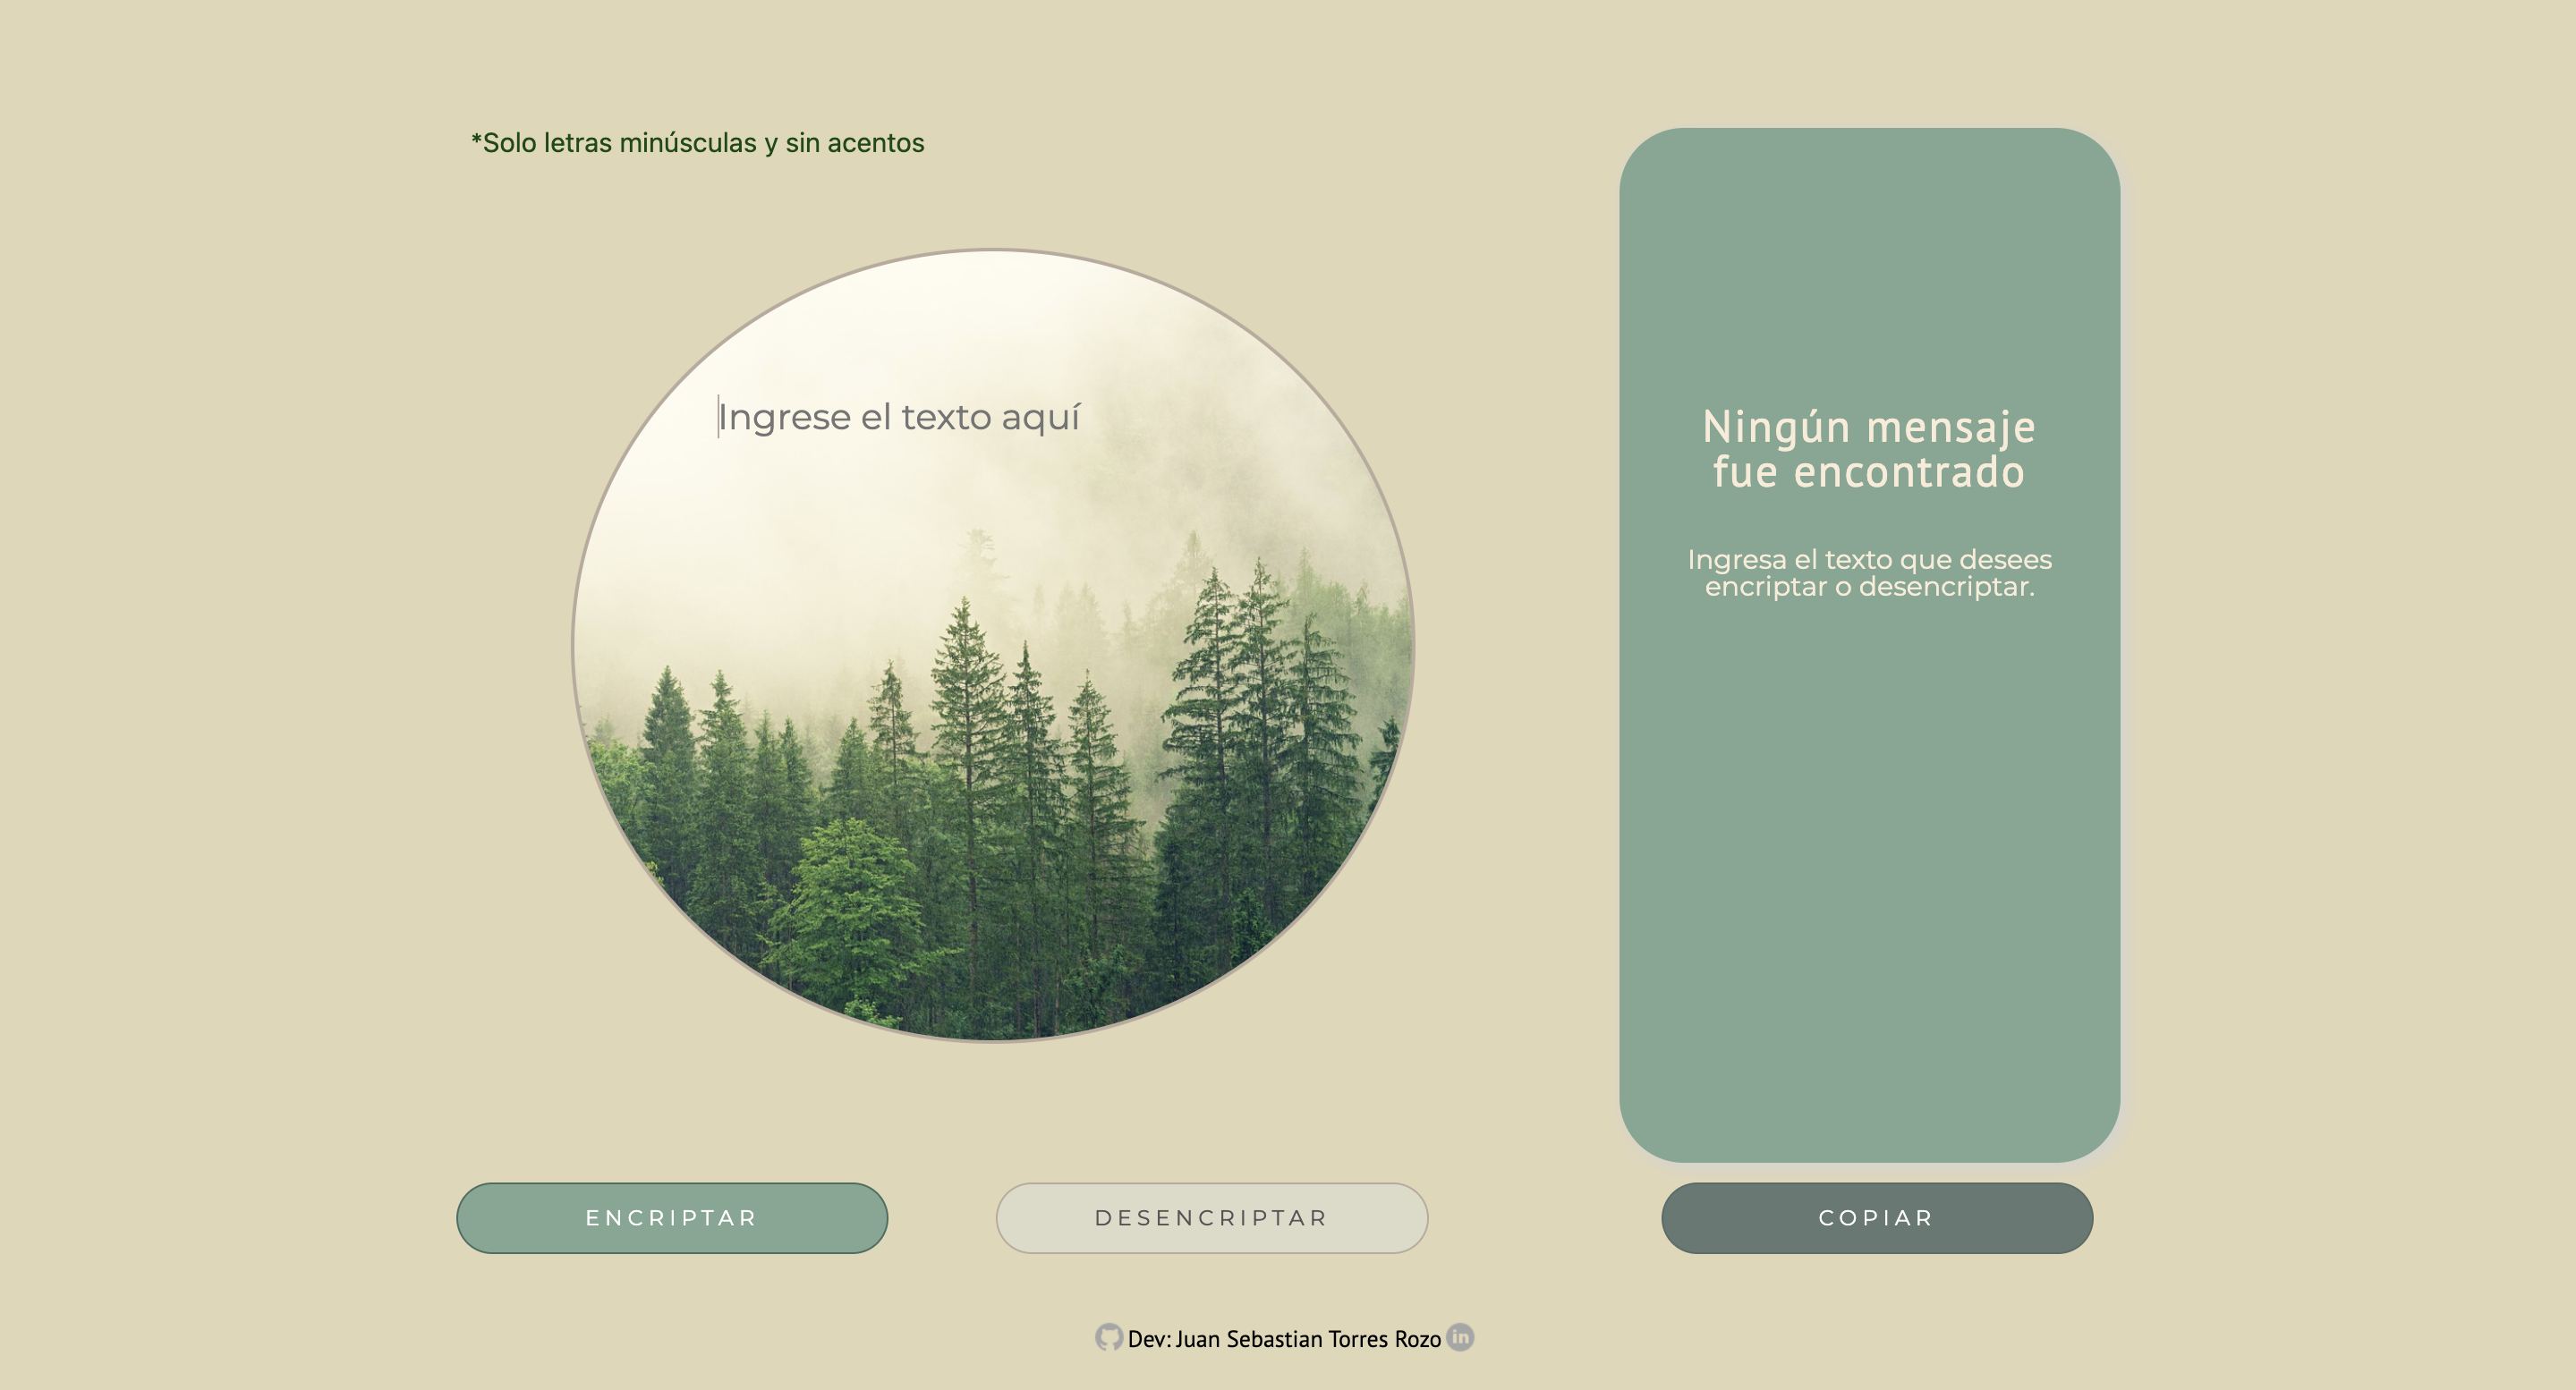 *Solo letras minúsculas y sin acentos
Ingrese el texto aquí
Ningún mensaje
fue encontrado
Ingresa el texto que desees
encriptar o desencriptar.
ENCRIPTAR
DESENCRIPTAR
COPIAR
Dev: Juan Sebastian Torres Rozo in